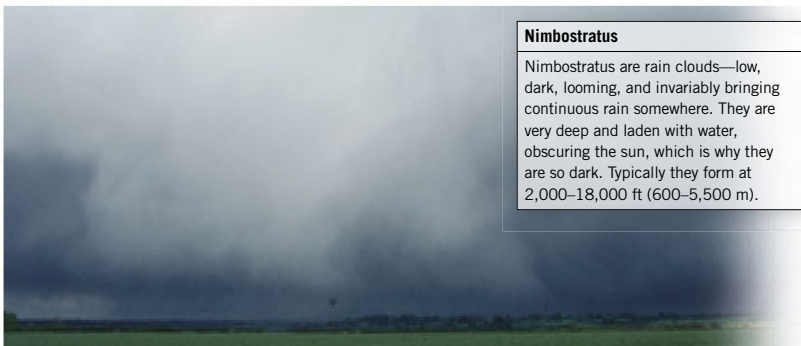 Nimbostratus
Nimbostratus are rain clouds—low,
dark, looming, and invariably bringing
continuous rain somewhere. They are
very deep and laden with water,
obscuring the sun, which is why they
are so dark. Typically they form at
2,000–18,000 ft (600–5,500 m).